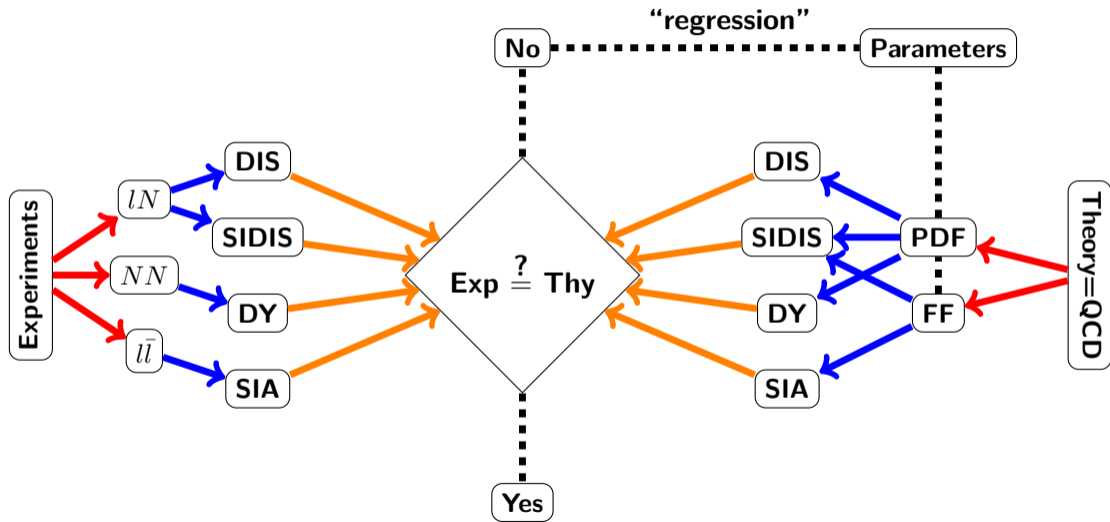 “regression”
No
Parameters
Experiments
lN
NN
ll̄
DIS
SIDIS
DY
SIA
Exp ?= Thy
DIS
SIDIS
DY
SIA
PDF
FF
Theory=QCD
Yes